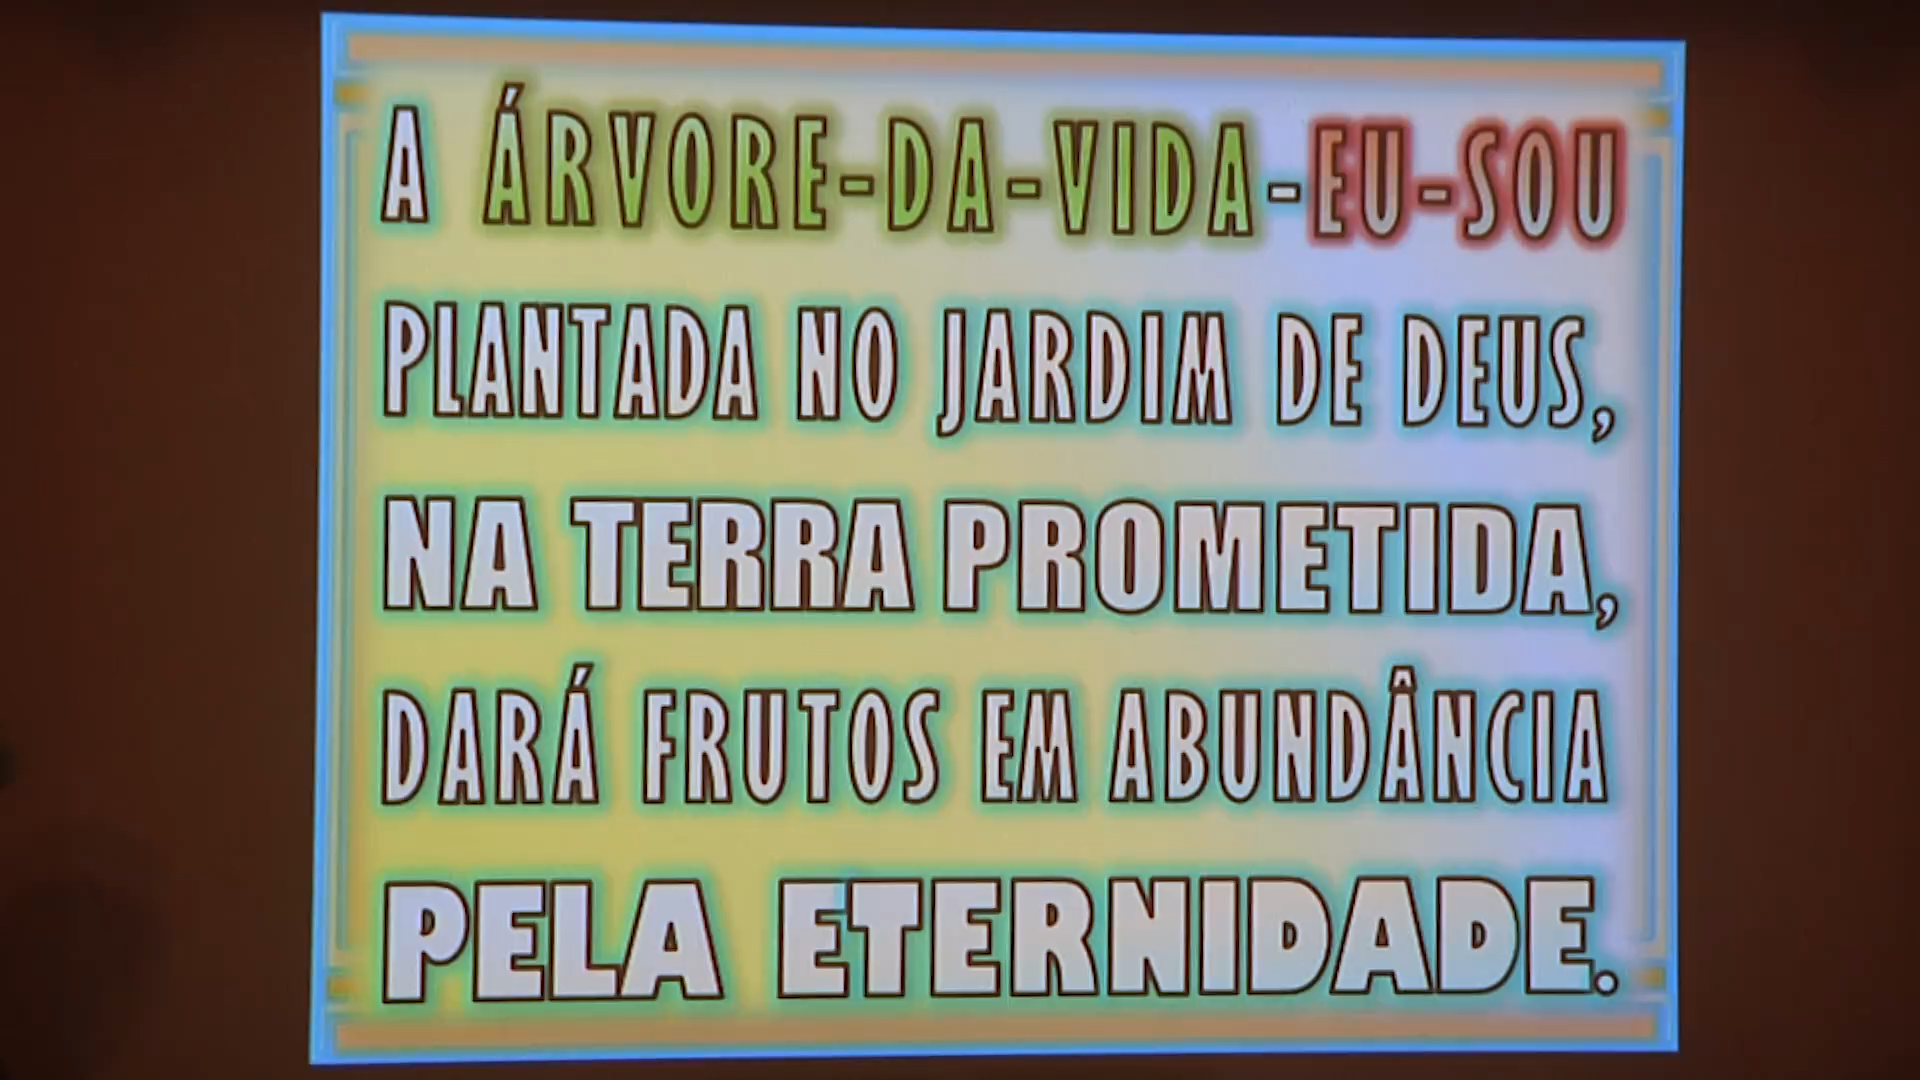 A ÁRVORE-DA-VIDA-EU-SOU
PLANTADA NO JARDIM DE DEUS,
NA TERRA PROMETIDA,
DARÁ FRUTOS EM ABUNDÂNCIA
PELA ETERNIDADE.